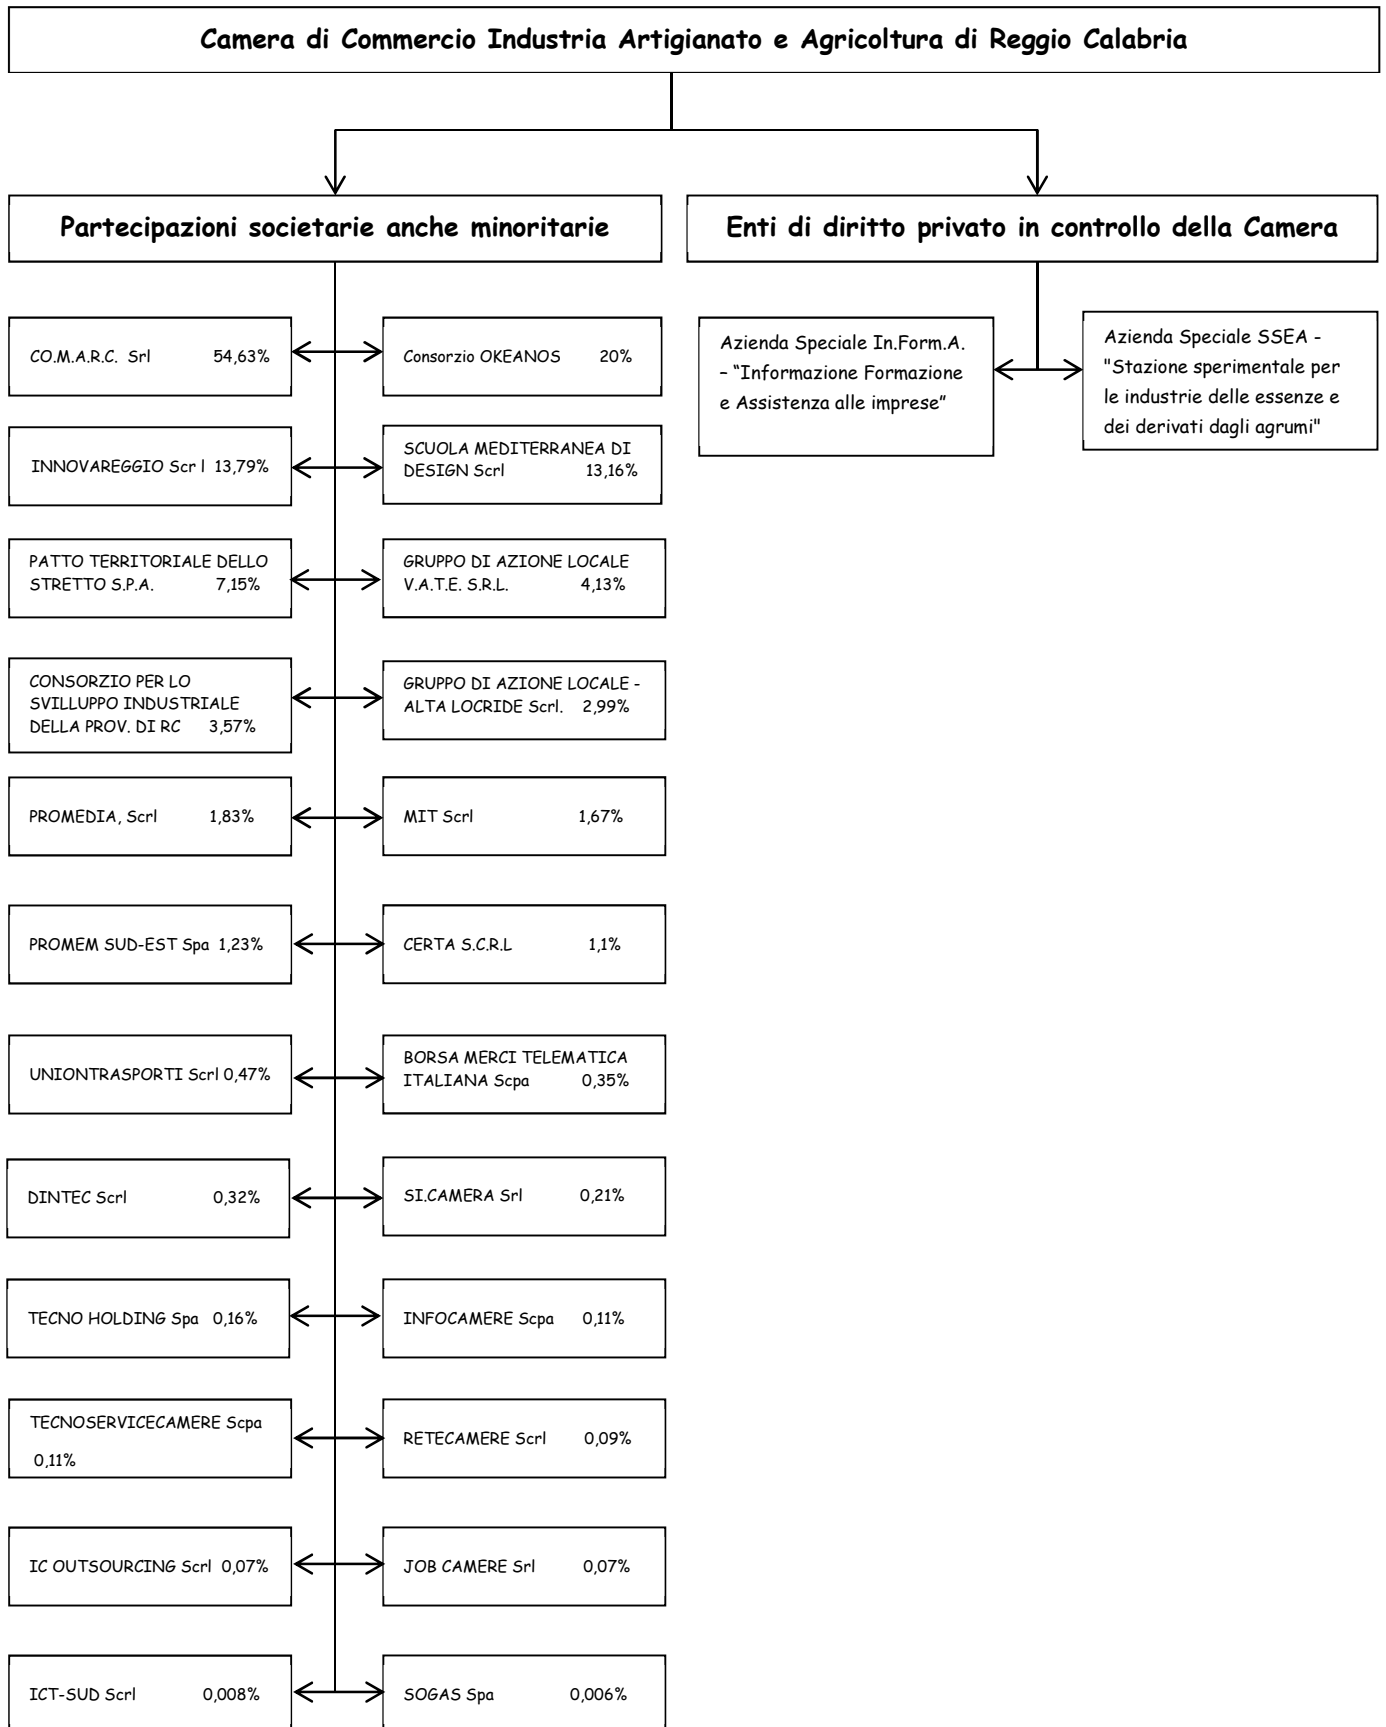 Camera di Commercio Industria Artigianato e Agricoltura di Reggio Calabria
Partecipazioni societarie anche minoritarie
Enti di diritto privato in controllo della Camera
CO.M.A.R.C. Srl 54,63%
Consorzio OKEANOS 20%
Azienda Speciale In.Form.A.
– “Informazione Formazione
e Assistenza alle imprese”
Azienda Speciale SSEA -
"Stazione sperimentale per
le industrie delle essenze e
dei derivati dagli agrumi"
INNOVAREGGIO Scr l 13,79%
SCUOLA MEDITERRANEA DI
DESIGN Scrl 13,16%
PATTO TERRITORIALE DELLO
STRETTO S.P.A. 7,15%
GRUPPO DI AZIONE LOCALE
V.A.T.E. S.R.L. 4,13%
CONSORZIO PER LO
SVILLUPPO INDUSTRIALE
DELLA PROV. DI RC 3,57%
GRUPPO DI AZIONE LOCALE -
ALTA LOCRIDE Scrl. 2,99%
PROMEDIA, Scrl 1,83%
MIT Scrl 1,67%
PROMEM SUD-EST Spa 1,23%
CERTA S.C.R.L 1,1%
UNIONTRASPORTI Scrl 0,47%
BORSA MERCI TELEMATICA
ITALIANA Scpa 0,35%
DINTEC Scrl 0,32%
SI.CAMERA Srl 0,21%
TECNO HOLDING Spa 0,16%
INFOCAMERE Scpa 0,11%
TECNOSERVICECAMERE Scpa
0,11%
RETECAMERE Scrl 0,09%
IC OUTSOURCING Scrl 0,07%
JOB CAMERE Srl 0,07%
ICT-SUD Scrl 0,008%
SOGAS Spa 0,006%